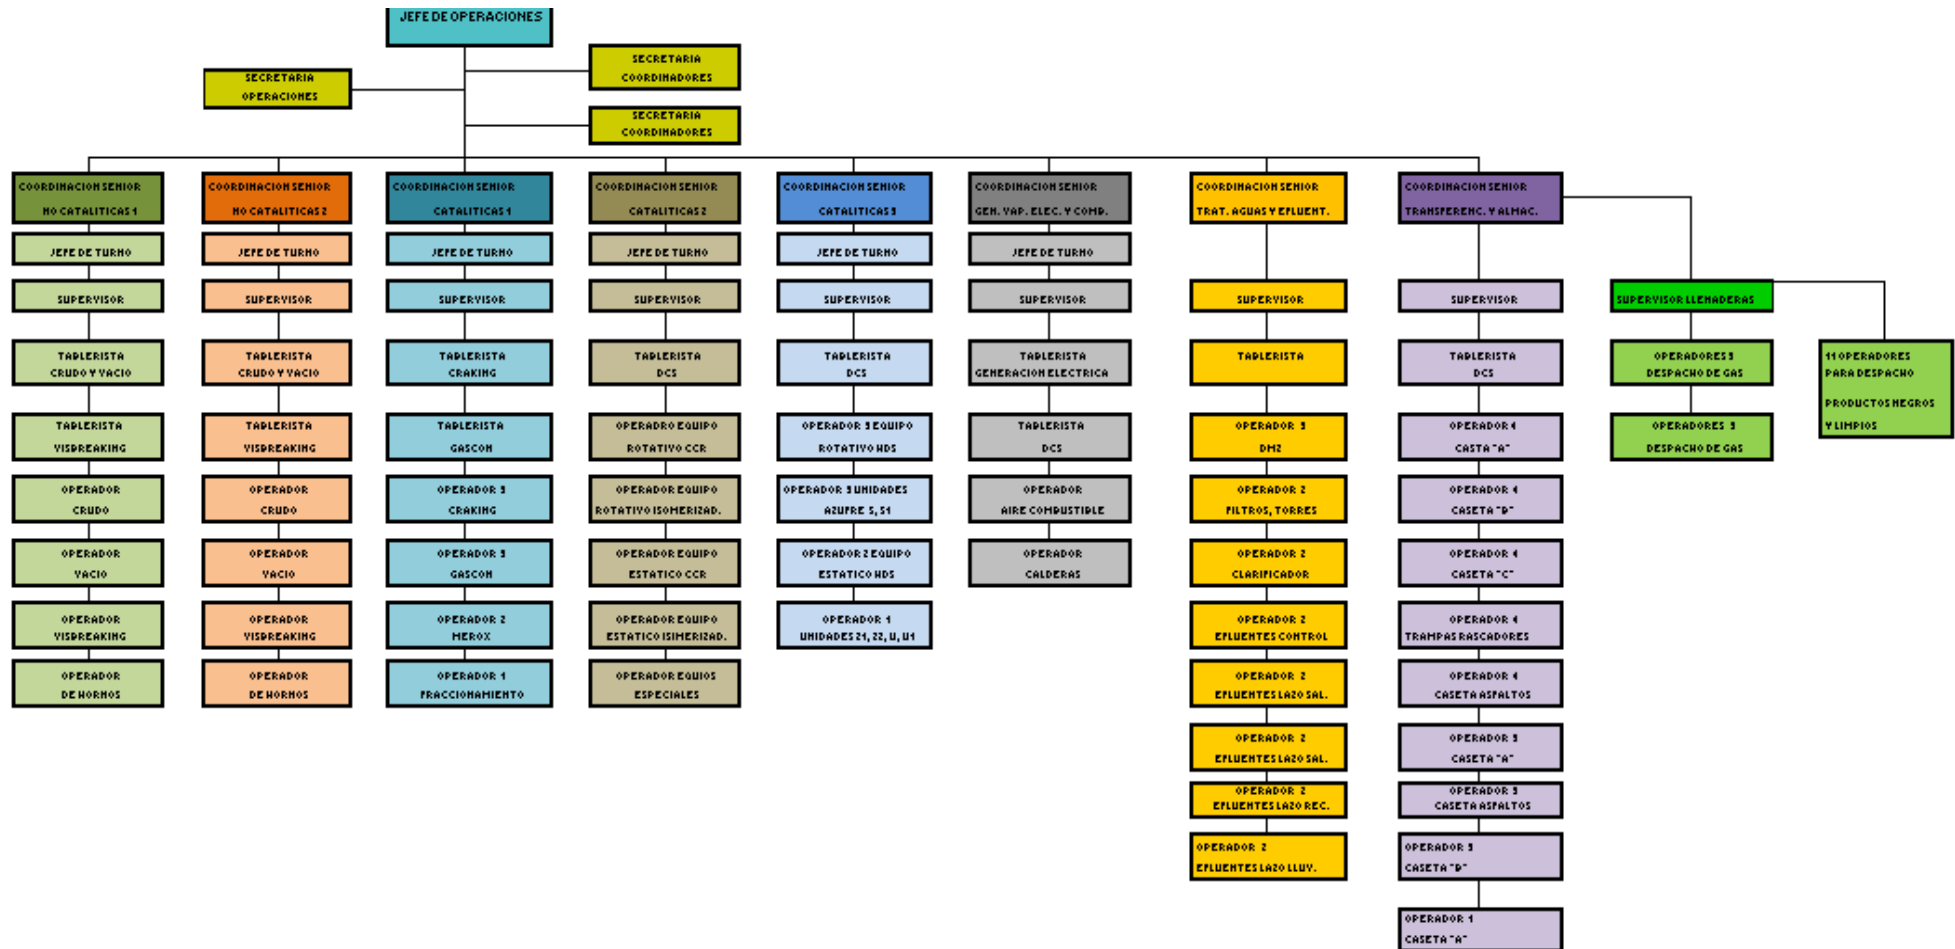 JEFE DE OPERACIONES
SECRETARIA
OPERACIONES
SECRETARIA
COORDINADORES
SECRETARIA
COORDINADORES
COORDINACION SENIOR
NO CATALITICAS 1
JEFE DE TURNO
SUPERVISOR
TABLERISTA
CRUDO Y VACIO
TABLERISTA
VISBREAKING
OPERADOR
CRUDO
OPERADOR
VACIO
OPERADOR
VISBREAKING
OPERADOR
DE HORNOS
COORDINACION SENIOR
NO CATALITICAS 2
JEFE DE TURNO
SUPERVISOR
TABLERISTA
CRUDO Y VACIO
TABLERISTA
VISBREAKING
OPERADOR
CRUDO
OPERADOR
VACIO
OPERADOR
VISBREAKING
OPERADOR
DE HORNOS
COORDINACION SENIOR
CATALITICAS 1
JEFE DE TURNO
SUPERVISOR
TABLERISTA
CRAKING
TABLERISTA
GASCON
OPERADOR 3
CRAKING
OPERADOR 3
GASCON
OPERADOR 2
MEROX
OPERADOR 1
FRACCIONAMIENTO
COORDINACION SENIOR
CATALITICAS 2
JEFE DE TURNO
SUPERVISOR
TABLERISTA
DCS
OPERADRO EQUIPO
ROTATIVO CCR
OPERADOR EQUIPO
ROTATIVO ISOMERIZAD.
OPERADOR EQUIPO
ESTATICO CCR
OPERADOR EQUIPO
ESTATICO ISIMERIZAD.
OPERADOR EQUIOS
ESPECIALES
COORDINACION SENIOR
CATALITICAS 3
JEFE DE TURNO
SUPERVISOR
TABLERISTA
DCS
OPERADOR 3 EQUIPO
ROTATIVO HDS
OPERADOR 3 UNIDADES
AZUFRE S, S1
OPERADOR 2 EQUIPO
ESTATICO HDS
OPERADOR 1
UNIDADES Z1, Z2, U, U1
COORDINACION SENIOR
GEN. VAP. ELEC. Y COMB.
JEFE DE TURNO
SUPERVISOR
TABLERISTA
GENERACION ELECTRICA
TABLERISTA
DCS
OPERADOR
AIRE COMBUSTIBLE
OPERADOR
CALDERAS
COORDINACION SENIOR
TRAT. AGUAS Y EFLUENT.
SUPERVISOR
TABLERISTA
OPERADOR 3
DM2
OPERADOR 2
FILTROS, TORRES
OPERADOR 2
CLARIFICADOR
OPERADOR 2
EFLUENTES CONTROL
OPERADOR 2
EFLUENTES LAZO SAL.
OPERADOR 2
EFLUENTES LAZO SAL.
OPERADOR 2
EFLUENTES LAZO REC.
OPERADOR 2
EFLUENTES LAZO LLUV.
COORDINACION SENIOR
TRANSFERENC. Y ALMAC.
SUPERVISOR
TABLERISTA
DCS
OPERADOR 4
CASTA "A"
OPERADOR 4
CASETA "B"
OPERADOR 4
CASETA "C"
OPERADOR 4
TRAMPAS RASCADORES
OPERADOR 4
CASETA ASFALTOS
OPERADOR 3
CASETA "A"
OPERADOR 3
CASETA ASFALTOS
OPERADOR 3
CASETA "B"
OPERADOR 1
CASETA "A"
SUPERVISOR LLENADERAS
OPERADORES 3
DESPACHO DE GAS
OPERADORES 3
DESPACHO DE GAS
11 OPERADORES
PARA DESPACHO
PRODUCTOS NEGROS
Y LIMPIOS